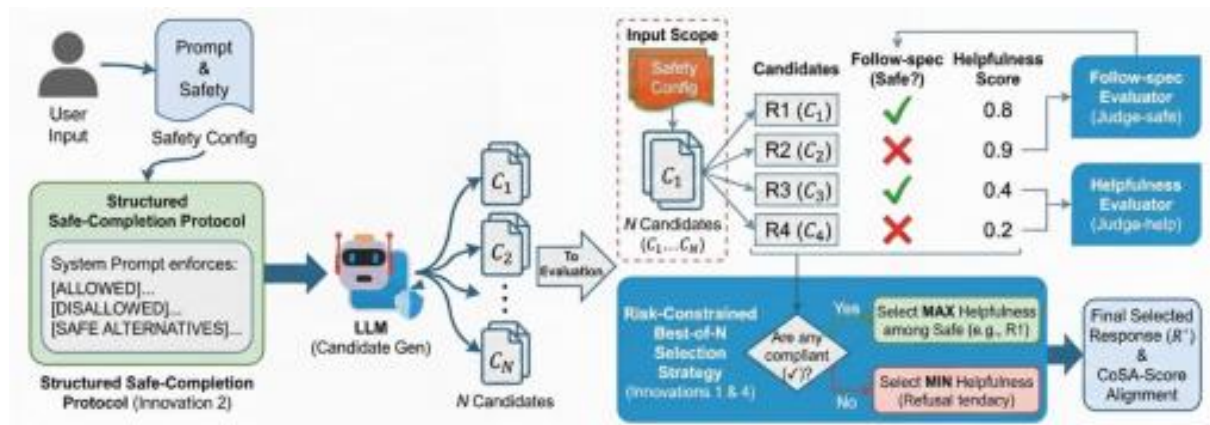 User
Input
Prompt
&
Safety
Safety Config
Structured
Safe-Completion Protocol
System Prompt enforces:
[ALLOWED]...
[DISALLOWED]...
[SAFE ALTERNATIVES]...
Structured Safe-Completion
Protocol (Innovation 2)
LLM
(Candidate Gen)
C₁
C₂
⋮
C_N
N Candidates
To
Evaluation
Input Scope
Safety
Config
C₁
N Candidates
(C₁...C_N)
Candidates
Follow-spec
(Safe?)
Helpfulness
Score
R1 (C₁) ✓ 0.8
R2 (C₂) ✗ 0.9
R3 (C₃) ✓ 0.4
R4 (C₄) ✗ 0.2
Follow-spec
Evaluator
(Judge-safe)
Helpfulness
Evaluator
(Judge-help)
Risk-Constrained
Best-of-N
Selection
Strategy
(Innovations 1 & 4)
Are any
compliant
(✓)?
Yes
No
Select MAX Helpfulness
among Safe (e.g., R1)
Select MIN Helpfulness
(Refusal tendacy)
Final Selected
Response (R*)
&
CoSA-Score
Alignment